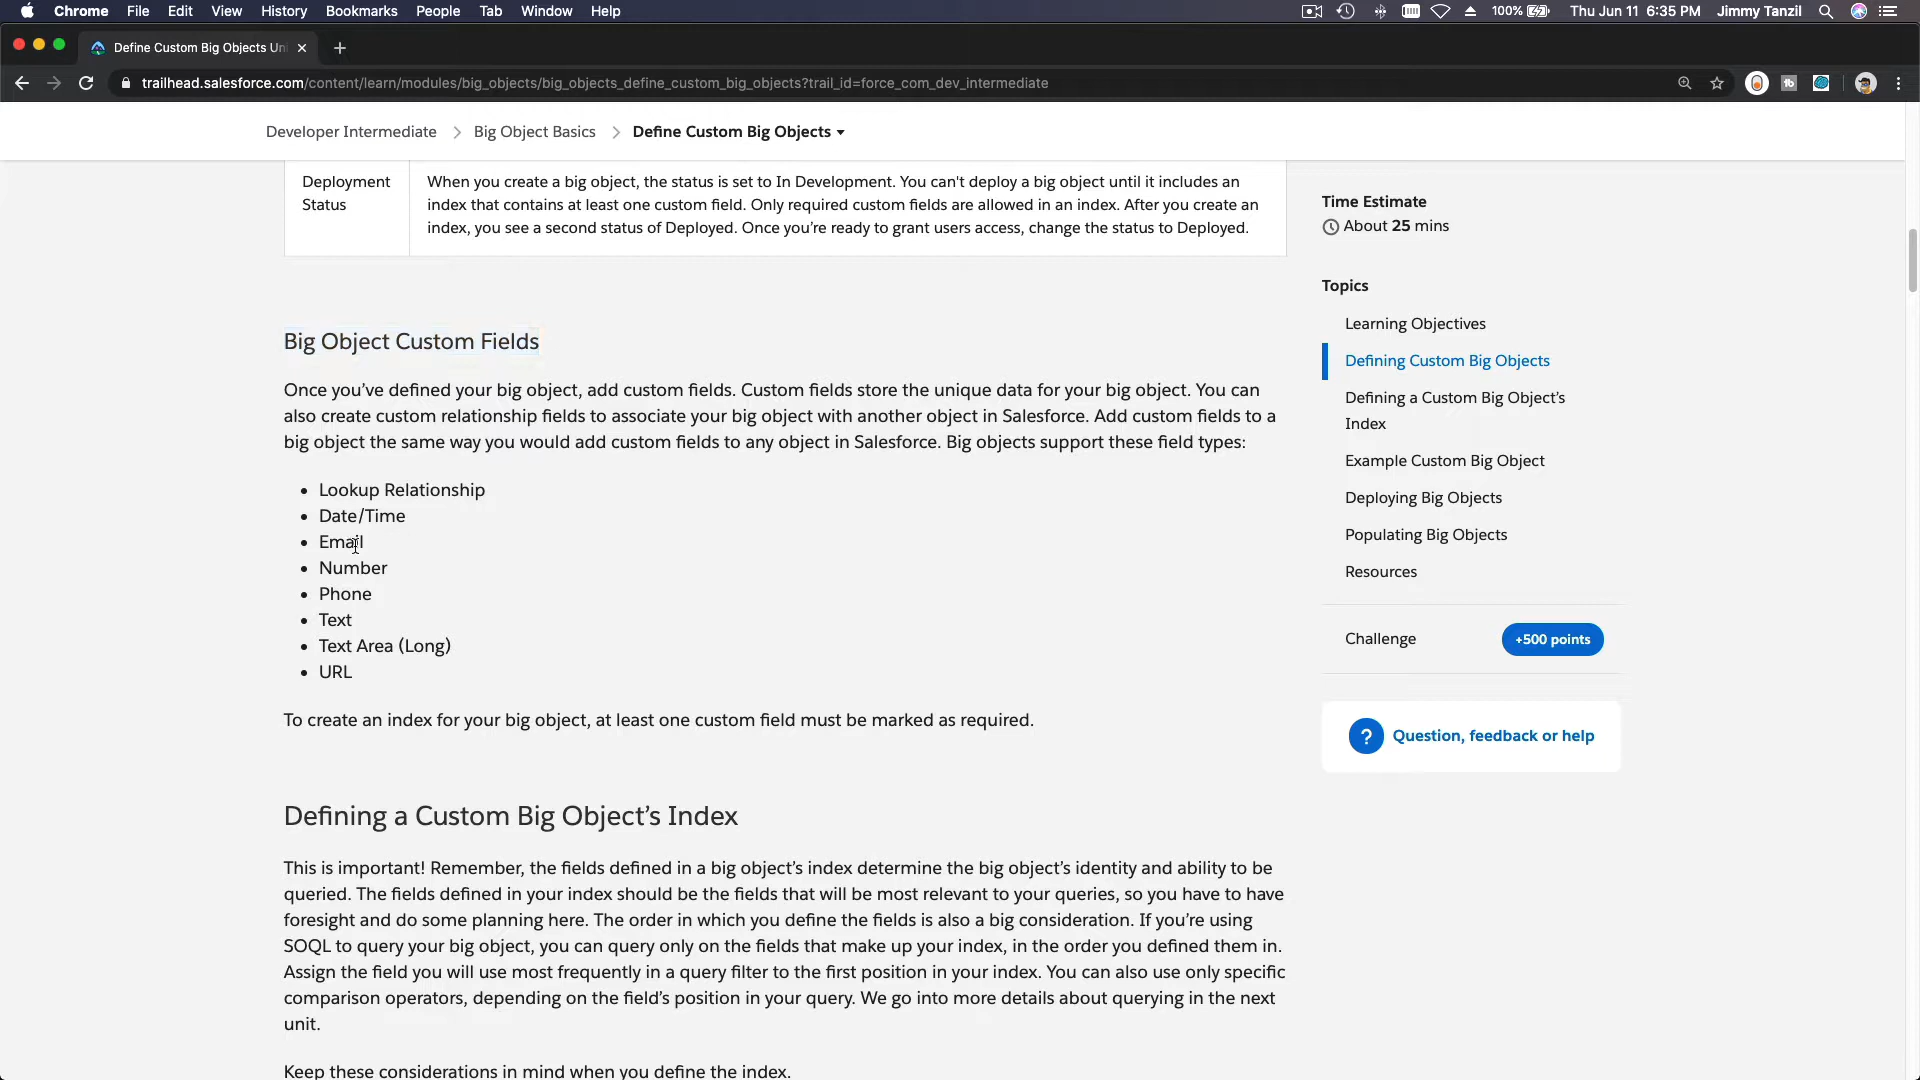 Chrome File Edit View History Bookmarks People Tab Window Help 100% Thu Jun 11 6:35 PM Jimmy Tanzil
Define Custom Big Objects Uni
trailhead.salesforce.com/content/learn/modules/big_objects/big_objects_define_custom_big_objects?trail_id=force_com_dev_intermediate
Developer Intermediate > Big Object Basics > Define Custom Big Objects
Deployment
Status
When you create a big object, the status is set to In Development. You can't deploy a big object until it includes an
index that contains at least one custom field. Only required custom fields are allowed in an index. After you create an
index, you see a second status of Deployed. Once you’re ready to grant users access, change the status to Deployed.
Big Object Custom Fields
Once you’ve defined your big object, add custom fields. Custom fields store the unique data for your big object. You can
also create custom relationship fields to associate your big object with another object in Salesforce. Add custom fields to a
big object the same way you would add custom fields to any object in Salesforce. Big objects support these field types:
• Lookup Relationship
• Date/Time
• Email
• Number
• Phone
• Text
• Text Area (Long)
• URL
To create an index for your big object, at least one custom field must be marked as required.
Defining a Custom Big Object’s Index
This is important! Remember, the fields defined in a big object’s index determine the big object’s identity and ability to be
queried. The fields defined in your index should be the fields that will be most relevant to your queries, so you have to have
foresight and do some planning here. The order in which you define the fields is also a big consideration. If you’re using
SOQL to query your big object, you can query only on the fields that make up your index, in the order you defined them in.
Assign the field you will use most frequently in a query filter to the first position in your index. You can also use only specific
comparison operators, depending on the field’s position in your query. We go into more details about querying in the next
unit.
Keep these considerations in mind when you define the index.
Time Estimate
About 25 mins
Topics
Learning Objectives
Defining Custom Big Objects
Defining a Custom Big Object’s
Index
Example Custom Big Object
Deploying Big Objects
Populating Big Objects
Resources
Challenge +500 points
? Question, feedback or help